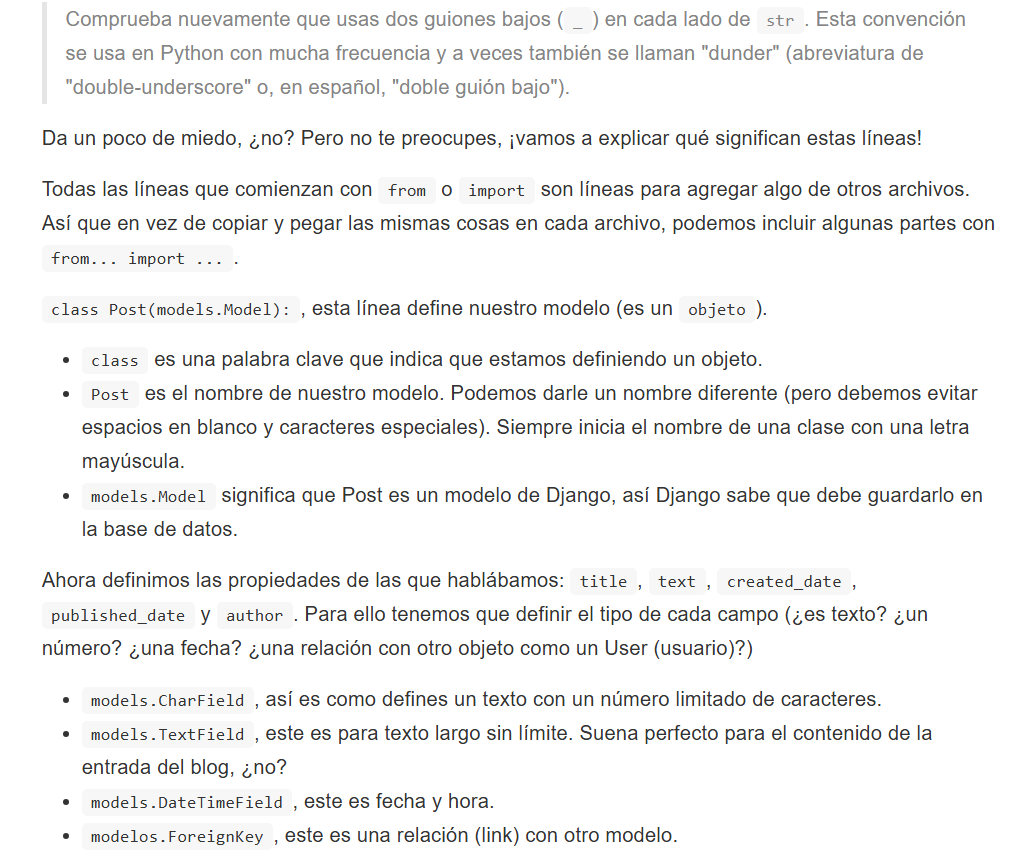 Comprueba nuevamente que usas dos guiones bajos ( _ ) en cada lado de str . Esta convención
se usa en Python con mucha frecuencia y a veces también se llaman "dunder" (abreviatura de
"double-underscore" o, en español, "doble guión bajo").
Da un poco de miedo, ¿no? Pero no te preocupes, ¡vamos a explicar qué significan estas líneas!
Todas las líneas que comienzan con from o import son líneas para agregar algo de otros archivos.
Así que en vez de copiar y pegar las mismas cosas en cada archivo, podemos incluir algunas partes con
from... import ... .
class Post(models.Model): , esta línea define nuestro modelo (es un objeto ).
• class es una palabra clave que indica que estamos definiendo un objeto.
• Post es el nombre de nuestro modelo. Podemos darle un nombre diferente (pero debemos evitar
espacios en blanco y caracteres especiales). Siempre inicia el nombre de una clase con una letra
mayúscula.
• models.Model significa que Post es un modelo de Django, así Django sabe que debe guardarlo en
la base de datos.
Ahora definimos las propiedades de las que hablábamos: title , text , created_date ,
published_date y author . Para ello tenemos que definir el tipo de cada campo (¿es texto? ¿un
número? ¿una fecha? ¿una relación con otro objeto como un User (usuario)?)
• models.CharField , así es como defines un texto con un número limitado de caracteres.
• models.TextField , este es para texto largo sin límite. Suena perfecto para el contenido de la
entrada del blog, ¿no?
• models.DateTimeField , este es fecha y hora.
• modelos.ForeignKey , este es una relación (link) con otro modelo.